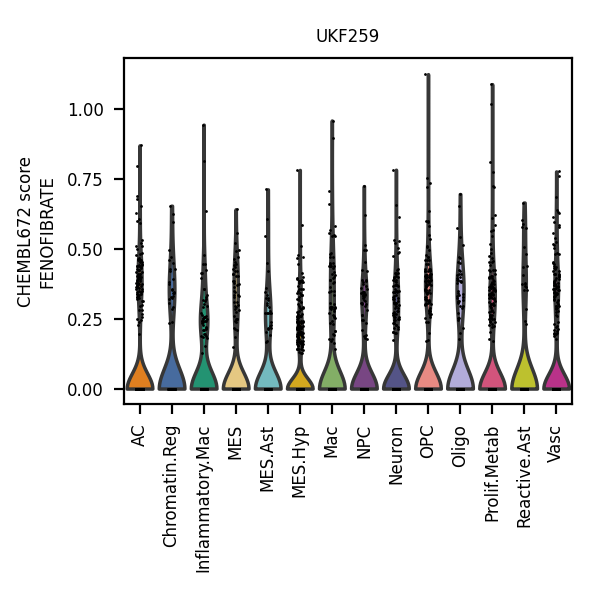 UKF259
CHEMBL672 score
FENOFIBRATE
1.00
0.75
0.50
0.25
0.00
AC
Chromatin.Reg
Inflammatory.Mac
MES
MES.Ast
MES.Hyp
Mac
NPC
Neuron
OPC
Oligo
Prolif.Metab
Reactive.Ast
Vasc